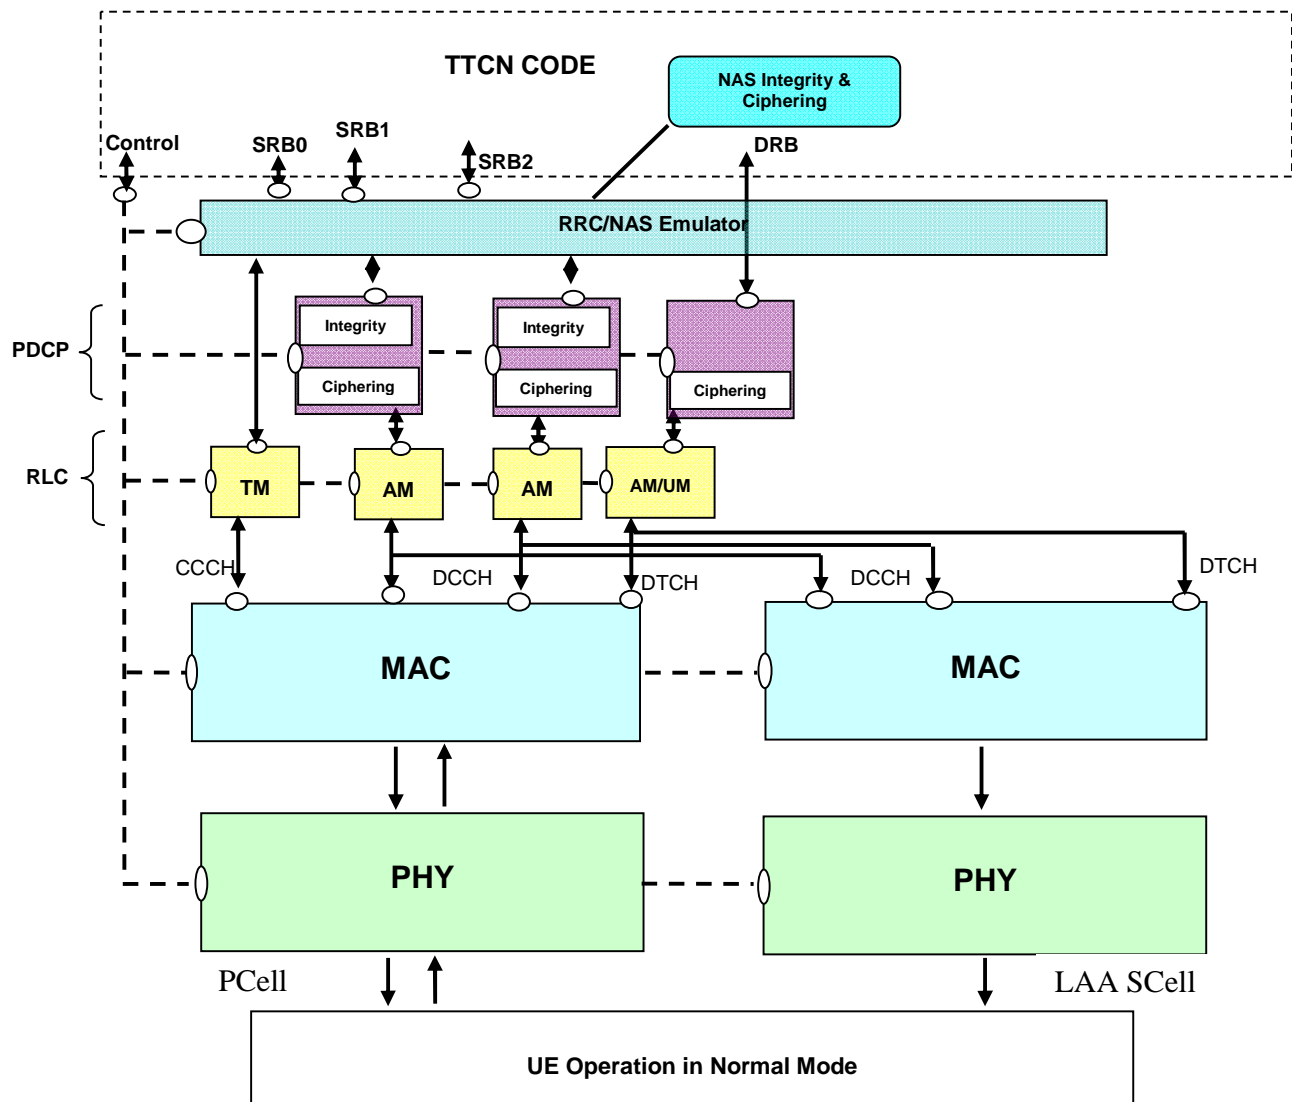 TTCN CODE
NAS Integrity &
Ciphering
Control
SRB0
SRB1
SRB2
DRB
RRC/NAS Emulator
PDCP
Integrity
Ciphering
Integrity
Ciphering
Ciphering
RLC
TM
AM
AM
AM/UM
CCCH
DCCH
DTCH
DCCH
DTCH
MAC
MAC
PHY
PHY
PCell
LAA SCell
UE Operation in Normal Mode